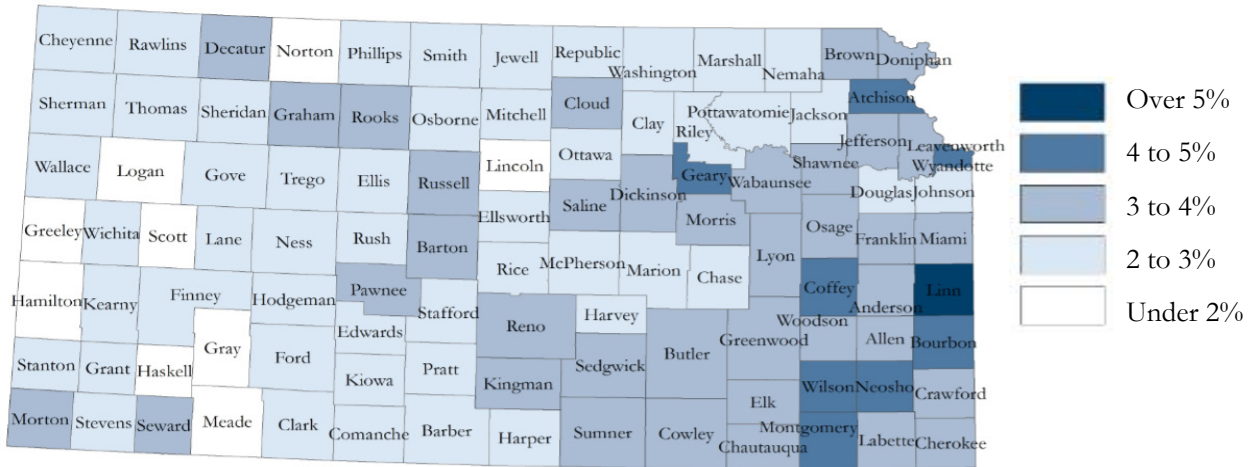 Cheyenne
Rawlins
Decatur
Norton
Phillips
Smith
Jewell
Republic
Washington
Marshall
Nemaha
Brown
Doniphan
Sherman
Thomas
Sheridan
Graham
Rooks
Osborne
Mitchell
Cloud
Clay
Riley
Pottawatomie
Jackson
Atchison
Jefferson
Leavenworth
Wyandotte
Wallace
Logan
Gove
Trego
Ellis
Russell
Lincoln
Ottawa
Saline
Dickinson
Geary
Wabaunsee
Shawnee
Douglas
Johnson
Greeley
Wichita
Scott
Lane
Ness
Rush
Barton
Ellsworth
Rice
McPherson
Marion
Morris
Chase
Lyon
Osage
Franklin
Miami
Hamilton
Kearny
Finney
Hodgeman
Pawnee
Edwards
Stafford
Reno
Harvey
Butler
Greenwood
Coffey
Woodson
Anderson
Allen
Linn
Bourbon
Stanton
Grant
Haskell
Gray
Ford
Kiowa
Pratt
Kingman
Sedgwick
Elk
Wilson
Neosho
Crawford
Morton
Stevens
Seward
Meade
Clark
Comanche
Barber
Harper
Sumner
Cowley
Chautauqua
Montgomery
Labette
Cherokee
Over 5%
4 to 5%
3 to 4%
2 to 3%
Under 2%